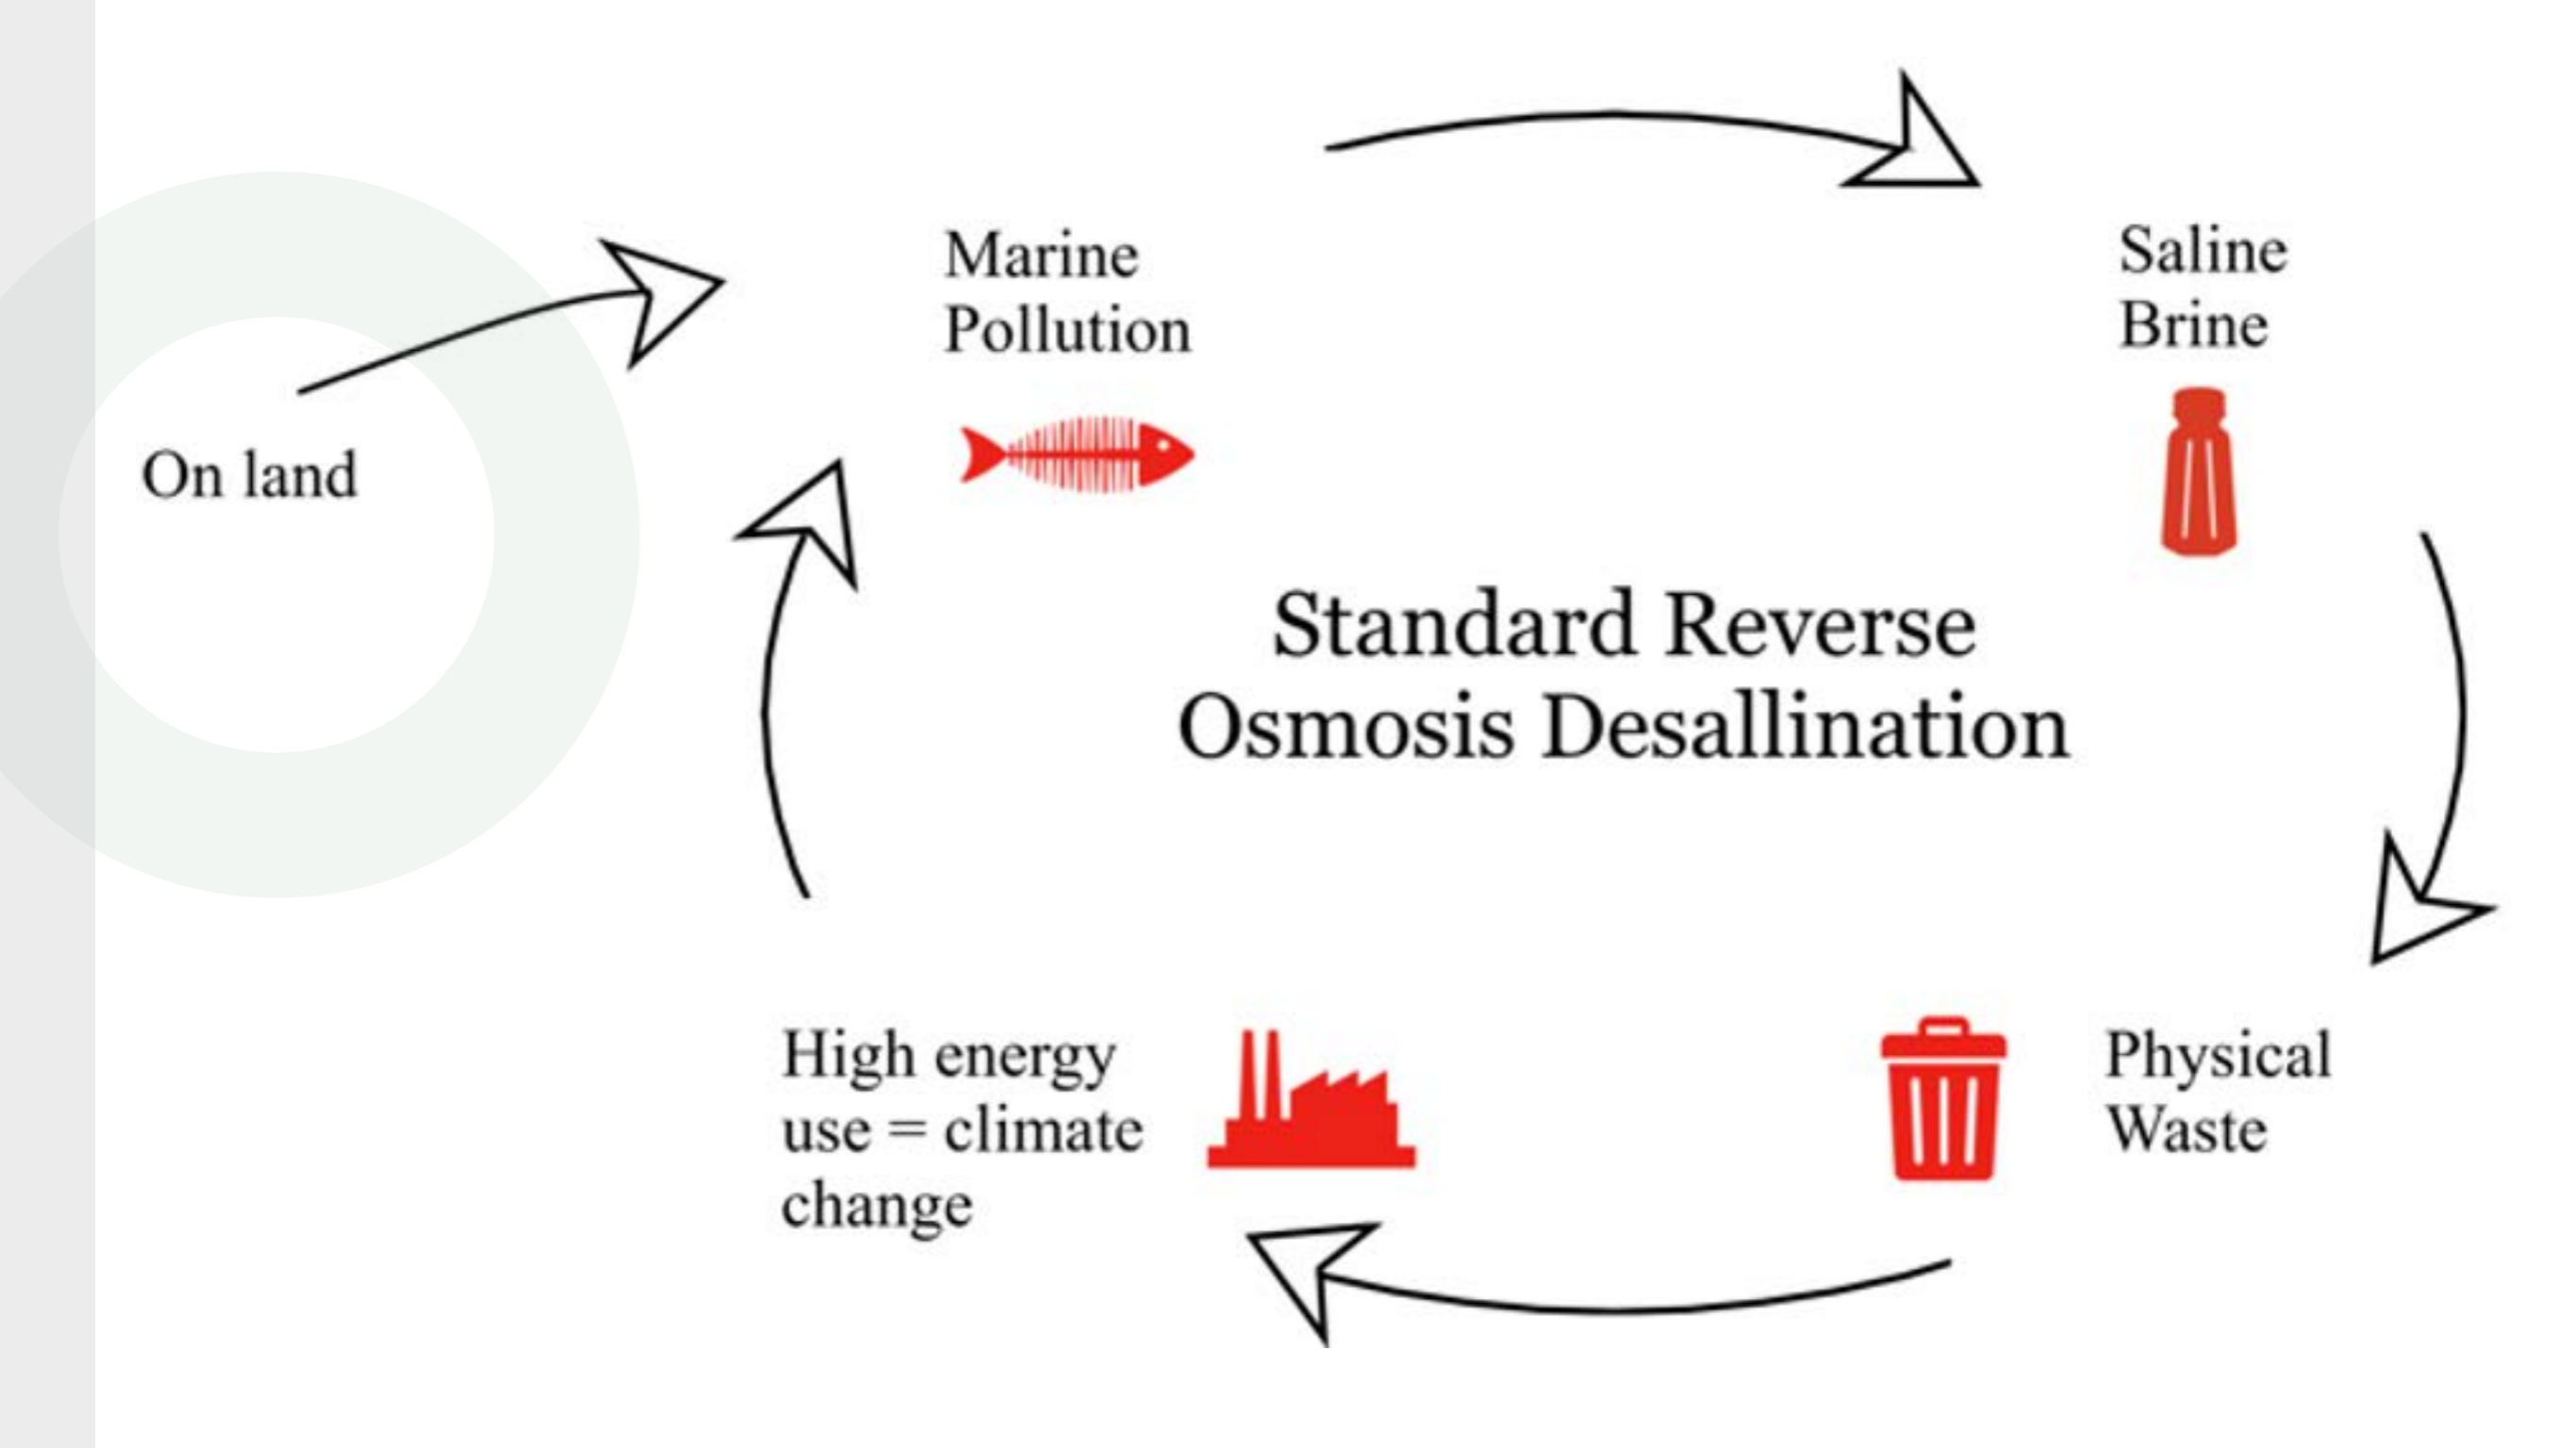 Marine
Pollution
Saline
Brine
On land
Standard Reverse
Osmosis Desallination
High energy
use = climate
change
Physical
Waste